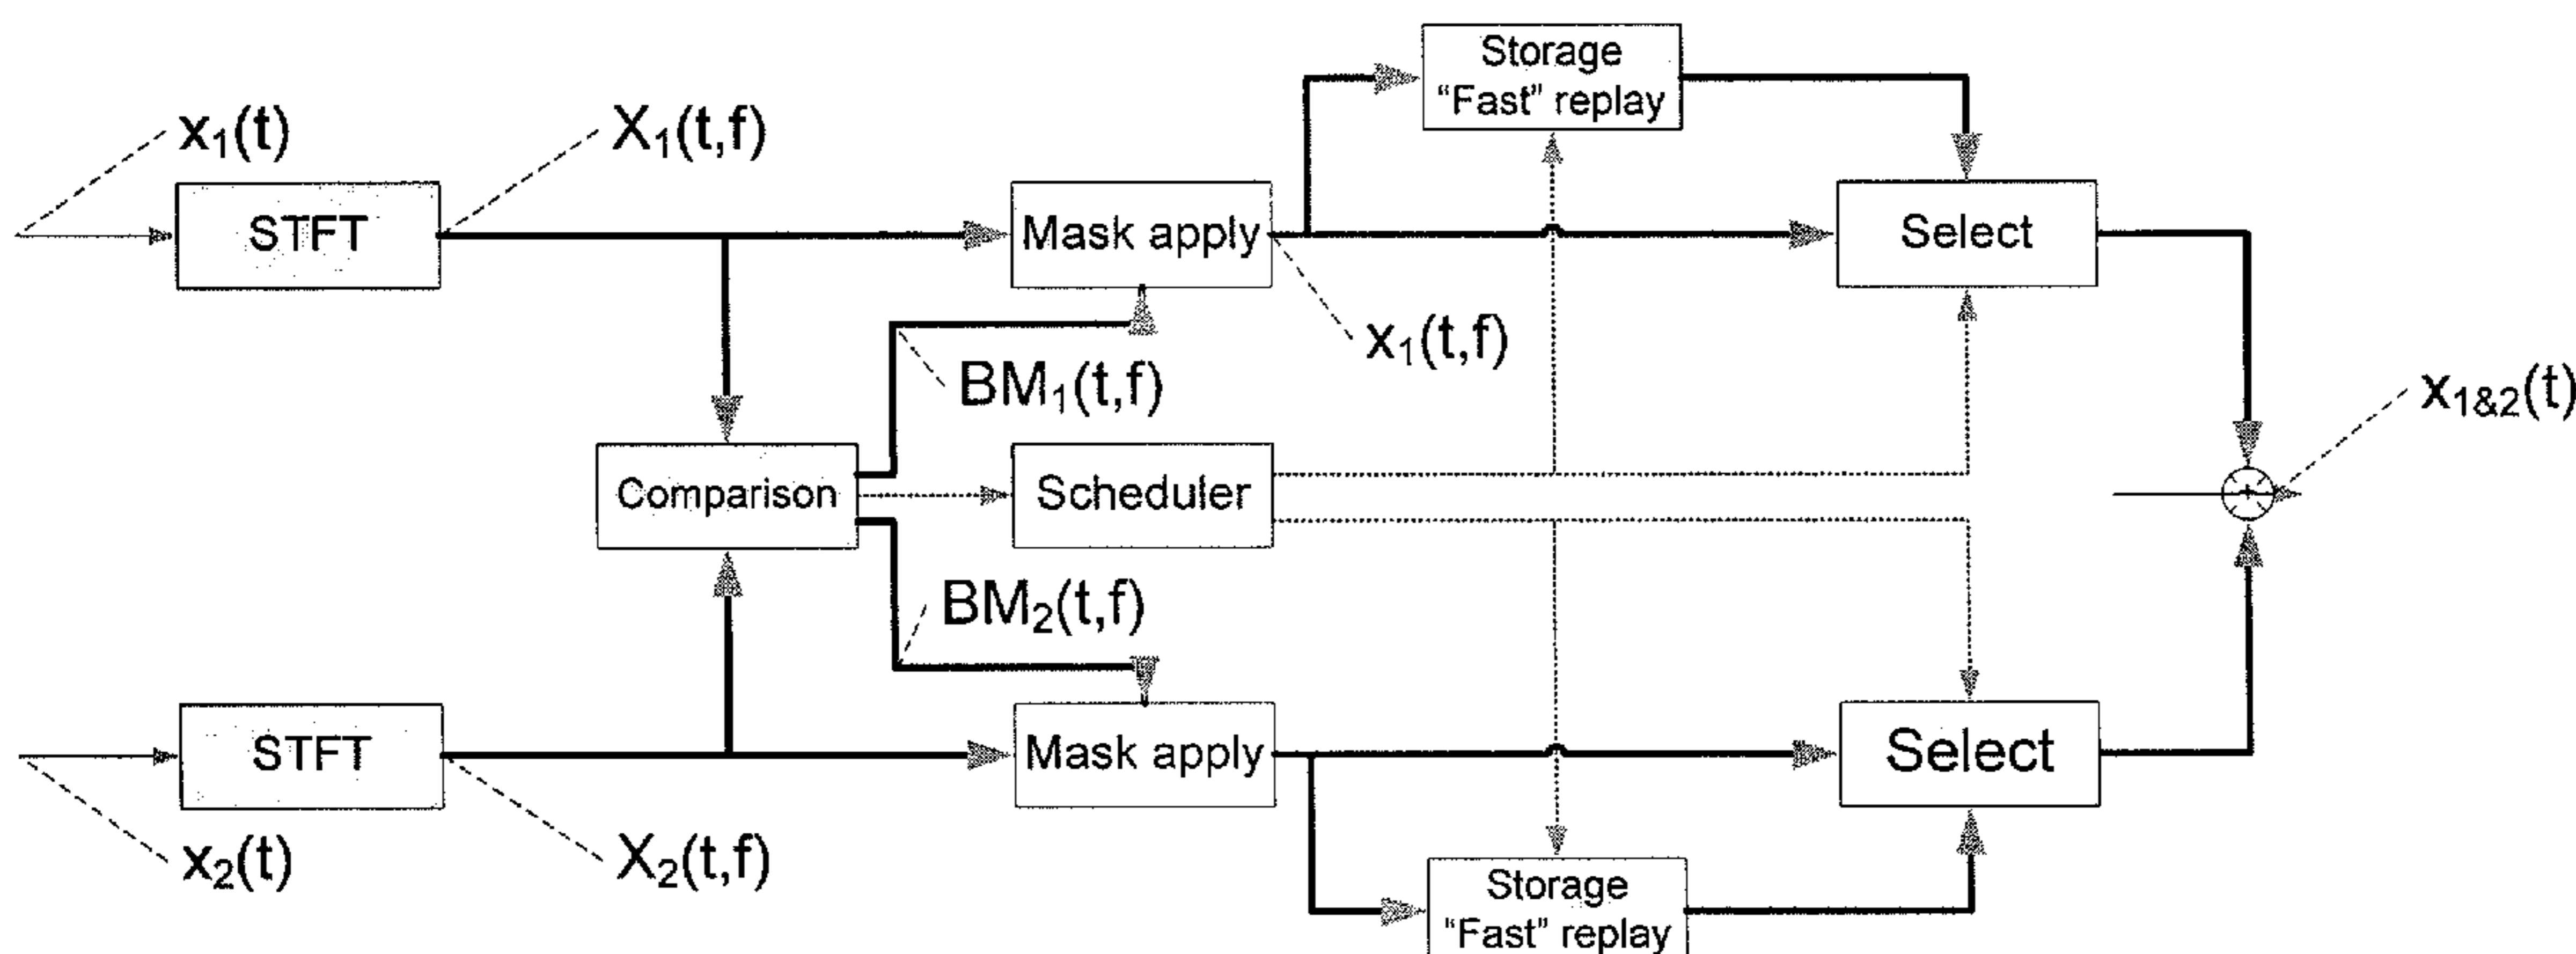 Storage
“Fast” replay
x₁(t)
X₁(t,f)
STFT
Mask apply
Select
x₁(t,f)
BM₁(t,f)
x₁&₂(t)
Comparison
Scheduler
BM₂(t,f)
STFT
Mask apply
Select
x₂(t)
X₂(t,f)
Storage
“Fast” replay